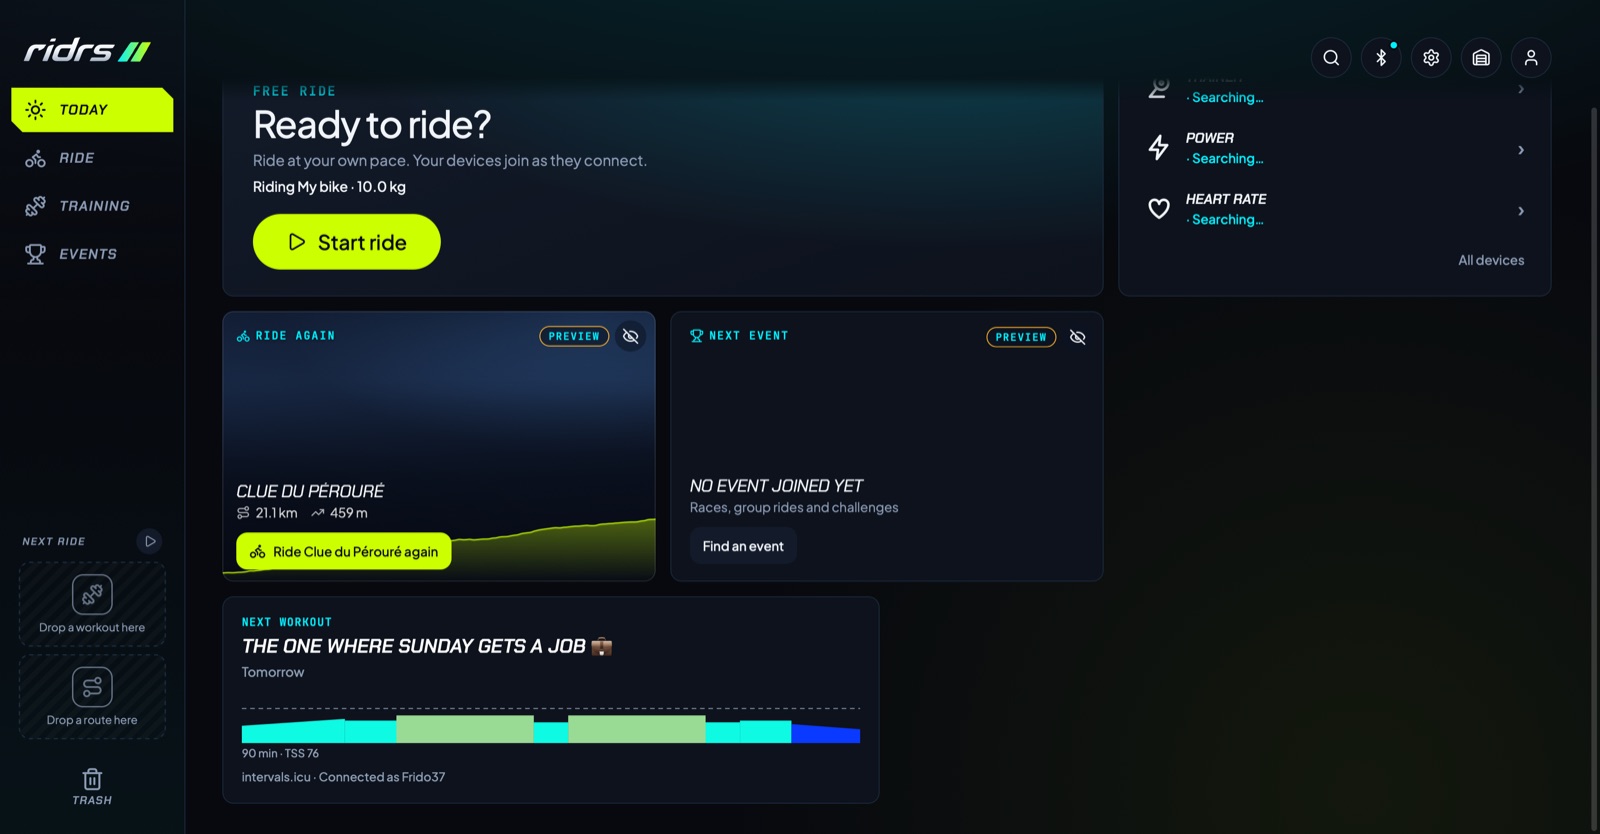 ridrs
TODAY
RIDE
TRAINING
EVENTS
NEXT RIDE
Drop a workout here
Drop a route here
TRASH
FREE RIDE
Ready to ride?
Ride at your own pace. Your devices join as they connect.
Riding My bike · 10.0 kg
Start ride
TRAINER
· Searching...
POWER
· Searching...
HEART RATE
· Searching...
All devices
RIDE AGAIN
PREVIEW
CLUE DU PÉROURÉ
21.1 km 459 m
Ride Clue du Pérouré again
NEXT EVENT
PREVIEW
NO EVENT JOINED YET
Races, group rides and challenges
Find an event
NEXT WORKOUT
THE ONE WHERE SUNDAY GETS A JOB 💼
Tomorrow
90 min · TSS 76
intervals.icu · Connected as Frido37